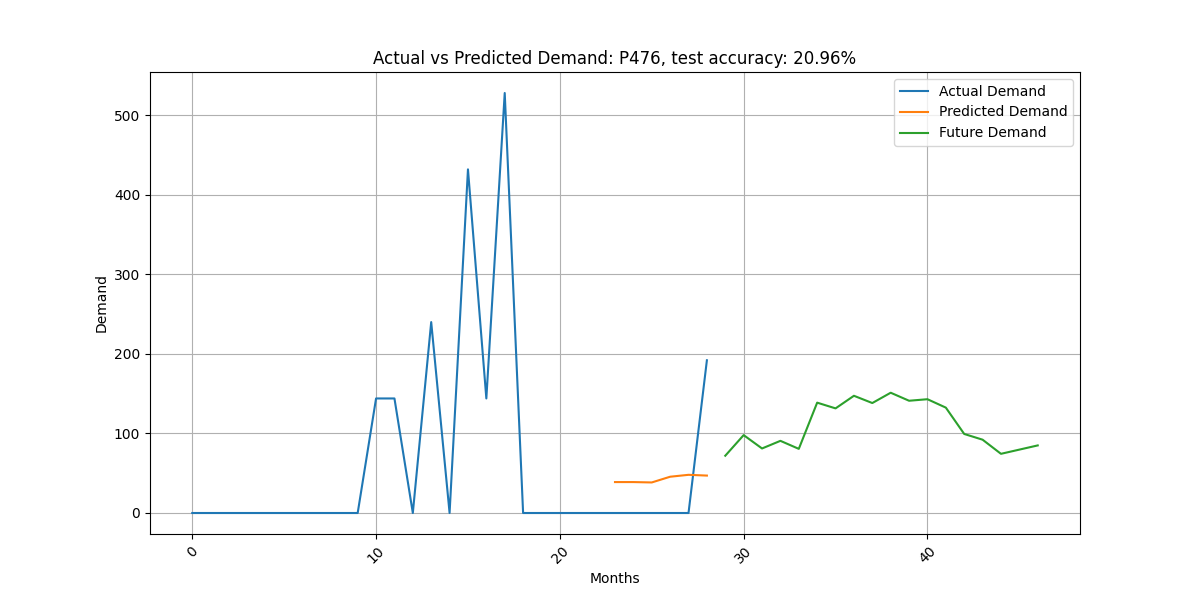 Actual vs Predicted Demand: P476, test accuracy: 20.96%
Actual Demand
Predicted Demand
Future Demand
500
400
300
200
100
0
Demand
0
10
20
30
40
Months